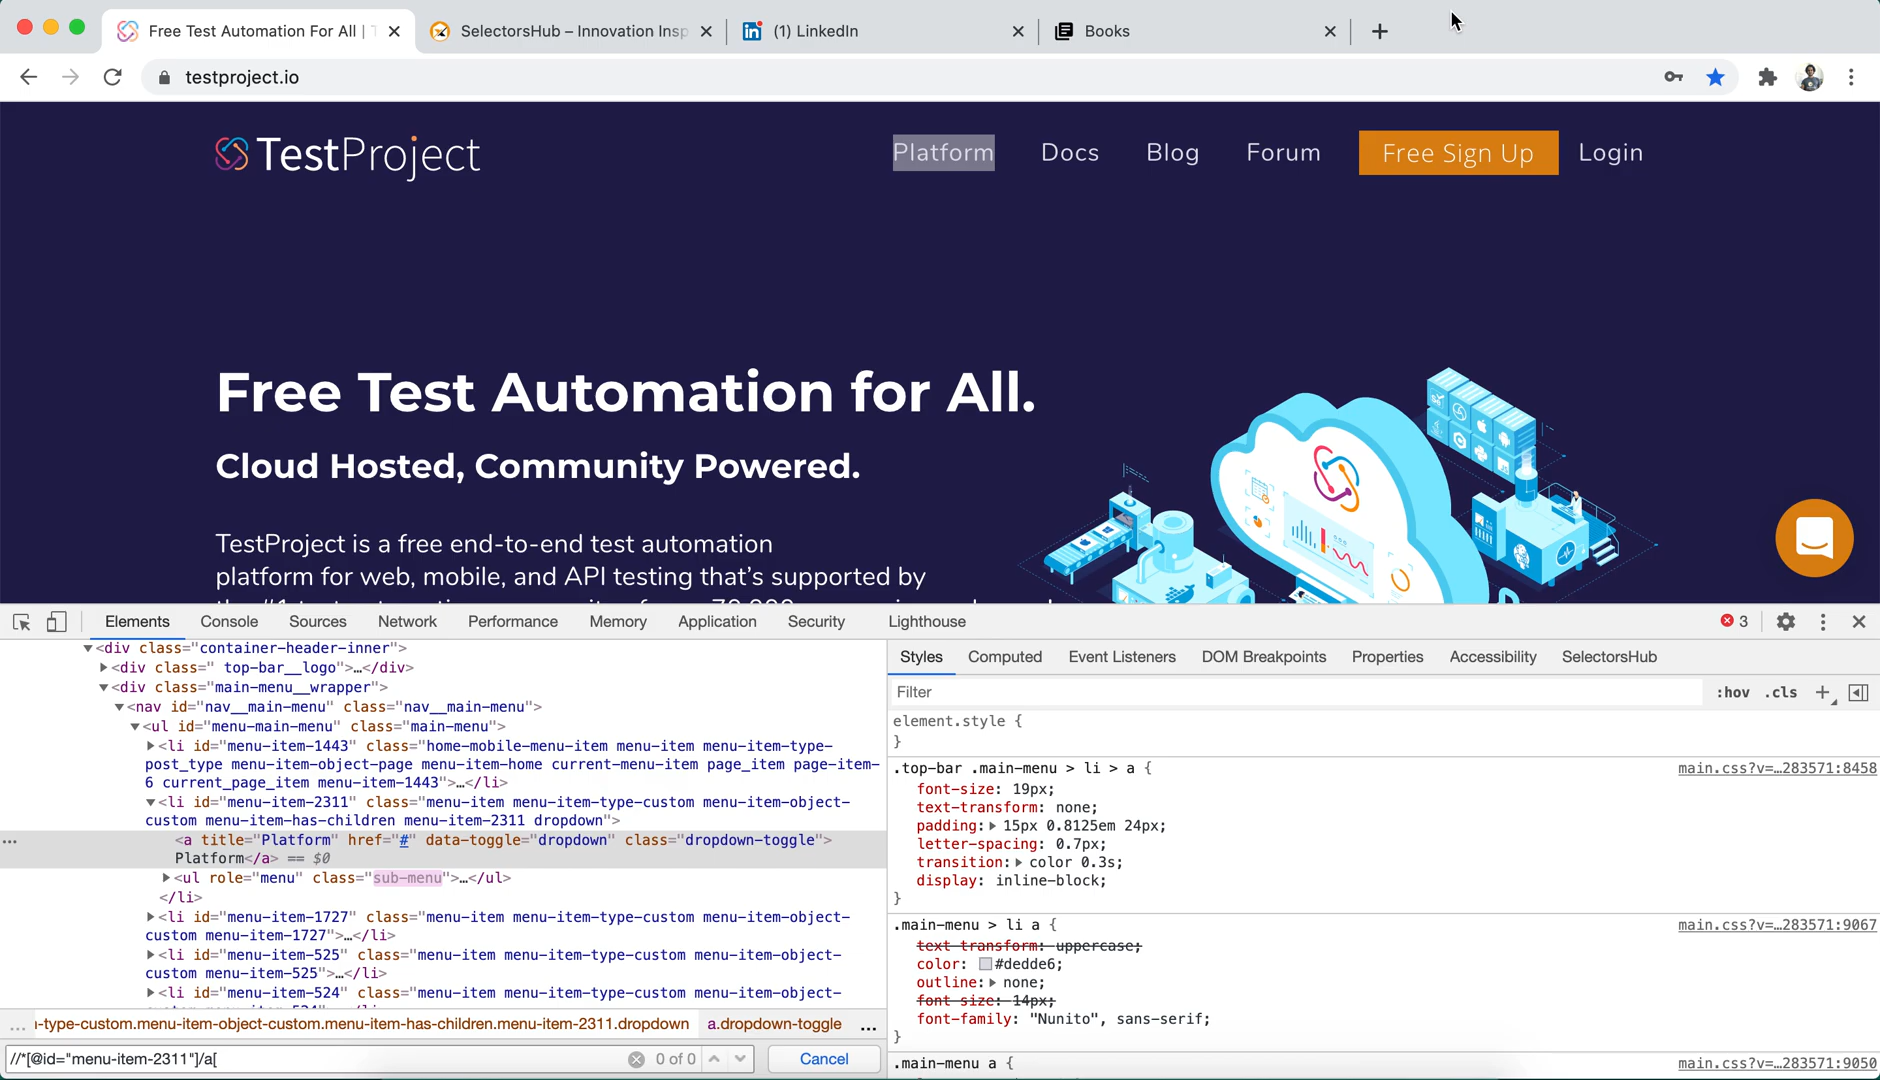 Free Test Automation For All | T
SelectorsHub – Innovation Insp
(1) LinkedIn
Books
testproject.io
TestProject
Platform
Docs
Blog
Forum
Free Sign Up
Login
Free Test Automation for All.
Cloud Hosted, Community Powered.
TestProject is a free end-to-end test automation
platform for web, mobile, and API testing that’s supported by
Elements
Console
Sources
Network
Performance
Memory
Application
Security
Lighthouse
3
▼<div class="container-header-inner">
▶<div class=" top-bar__logo">…</div>
▼<div class="main-menu__wrapper">
▼<nav id="nav__main-menu" class="nav__main-menu">
▼<ul id="menu-main-menu" class="main-menu">
▶<li id="menu-item-1443" class="home-mobile-menu-item menu-item menu-item-type-
post_type menu-item-object-page menu-item-home current-menu-item page_item page-item-
6 current_page_item menu-item-1443">…</li>
▼<li id="menu-item-2311" class="menu-item menu-item-type-custom menu-item-object-
custom menu-item-has-children menu-item-2311 dropdown">
… <a title="Platform" href="#" data-toggle="dropdown" class="dropdown-toggle">
Platform</a> == $0
▶<ul role="menu" class="sub-menu">…</ul>
</li>
▶<li id="menu-item-1727" class="menu-item menu-item-type-custom menu-item-object-
custom menu-item-1727">…</li>
▶<li id="menu-item-525" class="menu-item menu-item-type-custom menu-item-object-
custom menu-item-525">…</li>
▶<li id="menu-item-524" class="menu-item menu-item-type-custom menu-item-object-
… -type-custom.menu-item-object-custom.menu-item-has-children.menu-item-2311.dropdown a.dropdown-toggle …
//*[@id="menu-item-2311"]/a[
0 of 0
Cancel
Styles
Computed
Event Listeners
DOM Breakpoints
Properties
Accessibility
SelectorsHub
Filter
:hov
.cls
element.style {
}
.top-bar .main-menu > li > a {
main.css?v=…283571:8458
font-size: 19px;
text-transform: none;
padding:▶ 15px 0.8125em 24px;
letter-spacing: 0.7px;
transition:▶ color 0.3s;
display: inline-block;
}
.main-menu > li a {
main.css?v=…283571:9067
text-transform: uppercase;
color: #dedde6;
outline:▶ none;
font-size: 14px;
font-family: "Nunito", sans-serif;
}
.main-menu a {
main.css?v=…283571:9050